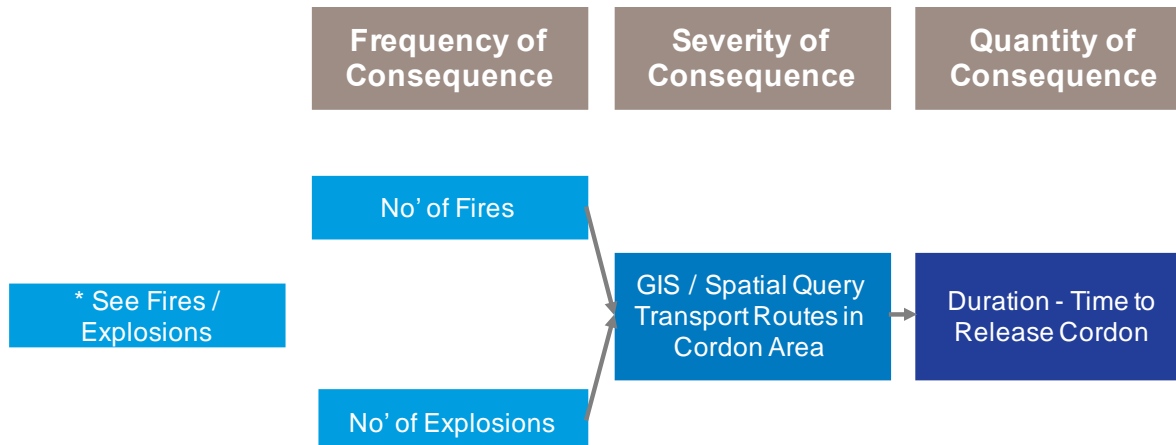 Frequency of
Consequence
Severity of
Consequence
Quantity of
Consequence
No’ of Fires
* See Fires /
Explosions
GIS / Spatial Query
Transport Routes in
Cordon Area
Duration - Time to
Release Cordon
No’ of Explosions